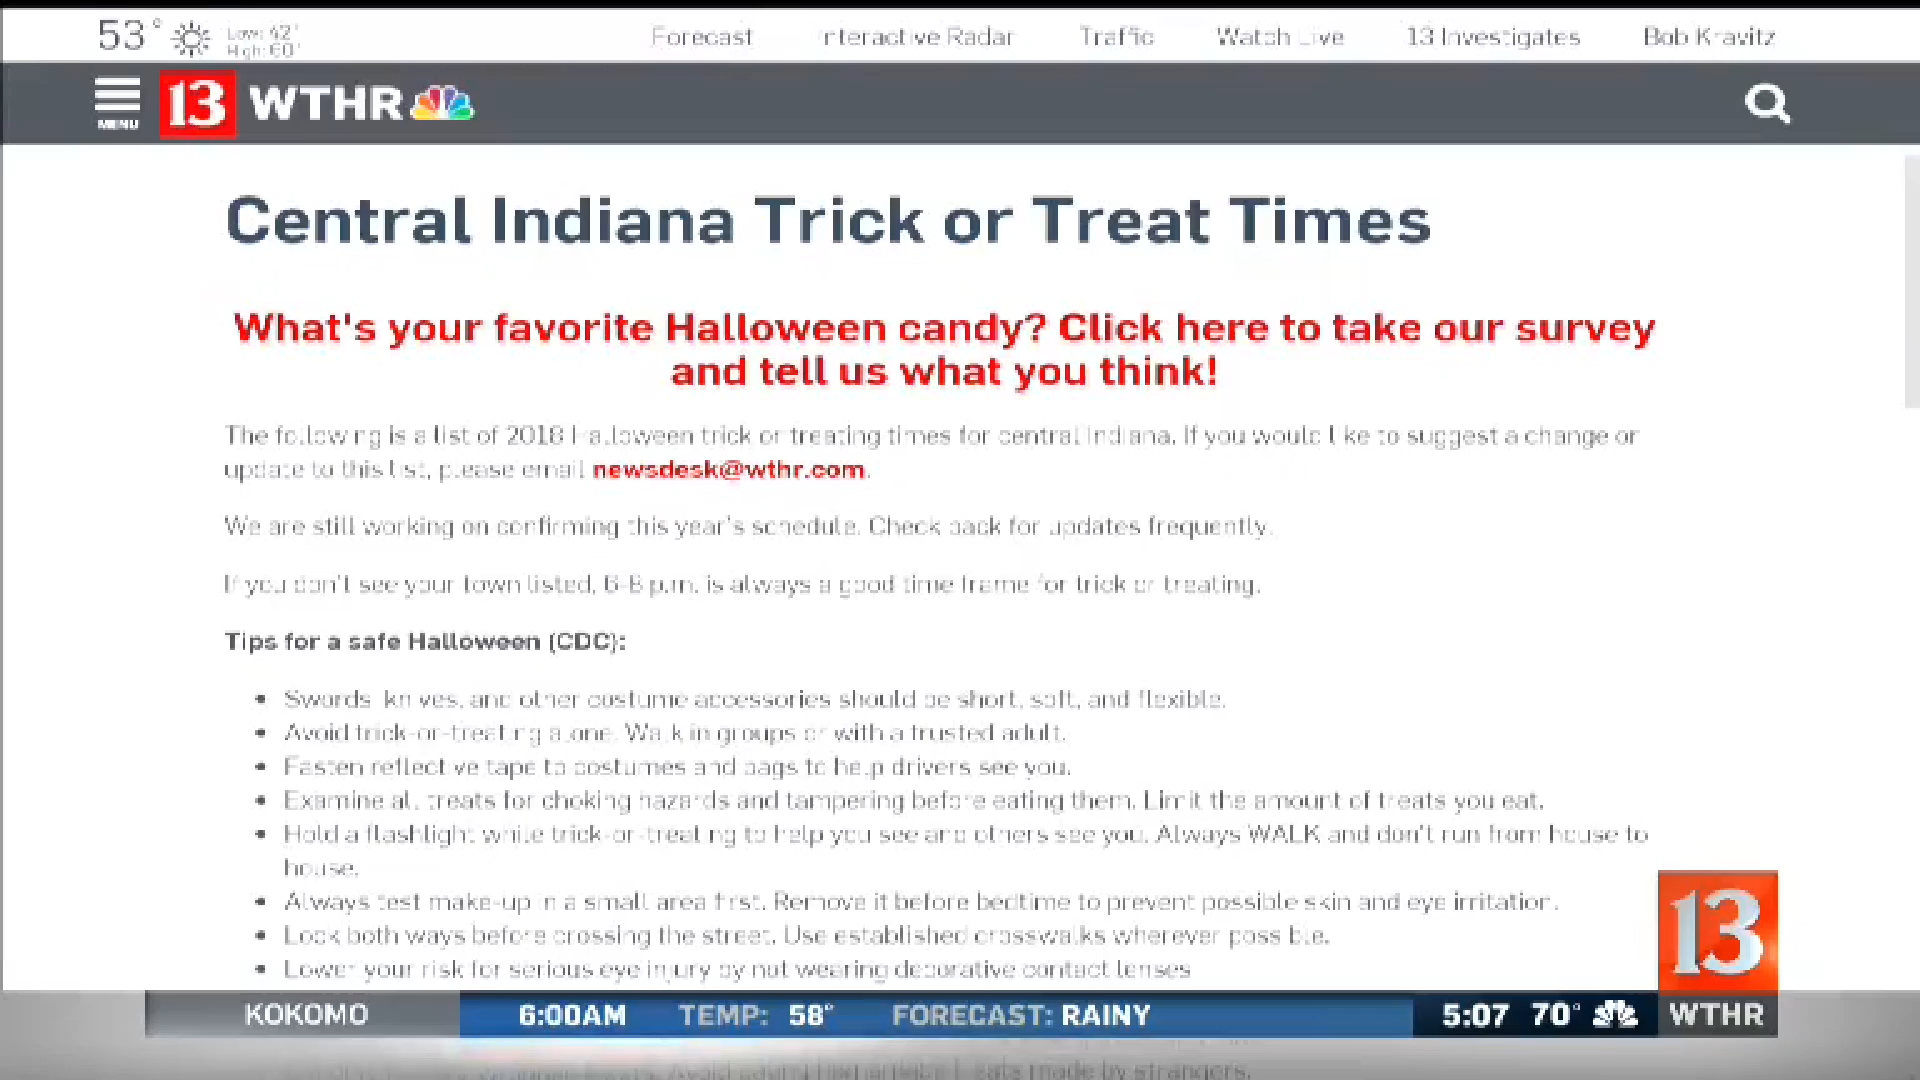 53° Low: 42° Forecast Interactive Radar Traffic Watch Live 13 Investigates Bob Kravitz
High: 60°
MENU 13 WTHR
Central Indiana Trick or Treat Times
What's your favorite Halloween candy? Click here to take our survey
and tell us what you think!
The following is a list of 2018 Halloween trick or treating times for central Indiana. If you would like to suggest a change or
update to this list, please email newsdesk@wthr.com.
We are still working on confirming this year's schedule. Check back for updates frequently.
If you don't see your town listed, 6-8 p.m. is always a good time frame for trick or treating.
Tips for a safe Halloween (CDC):
• Swords, knives, and other costume accessories should be short, soft, and flexible.
• Avoid trick-or-treating alone. Walk in groups or with a trusted adult.
• Fasten reflective tape to costumes and bags to help drivers see you.
• Examine all treats for choking hazards and tampering before eating them. Limit the amount of treats you eat.
• Hold a flashlight while trick-or-treating to help you see and others see you. Always WALK and don't run from house to
house.
• Always test make-up in a small area first. Remove it before bedtime to prevent possible skin and eye irritation.
• Look both ways before crossing the street. Use established crosswalks wherever possible.
• Lower your risk for serious eye injury by not wearing decorative contact lenses
13
KOKOMO 6:00AM TEMP: 58° FORECAST: RAINY 5:07 70° WTHR
made by strangers.